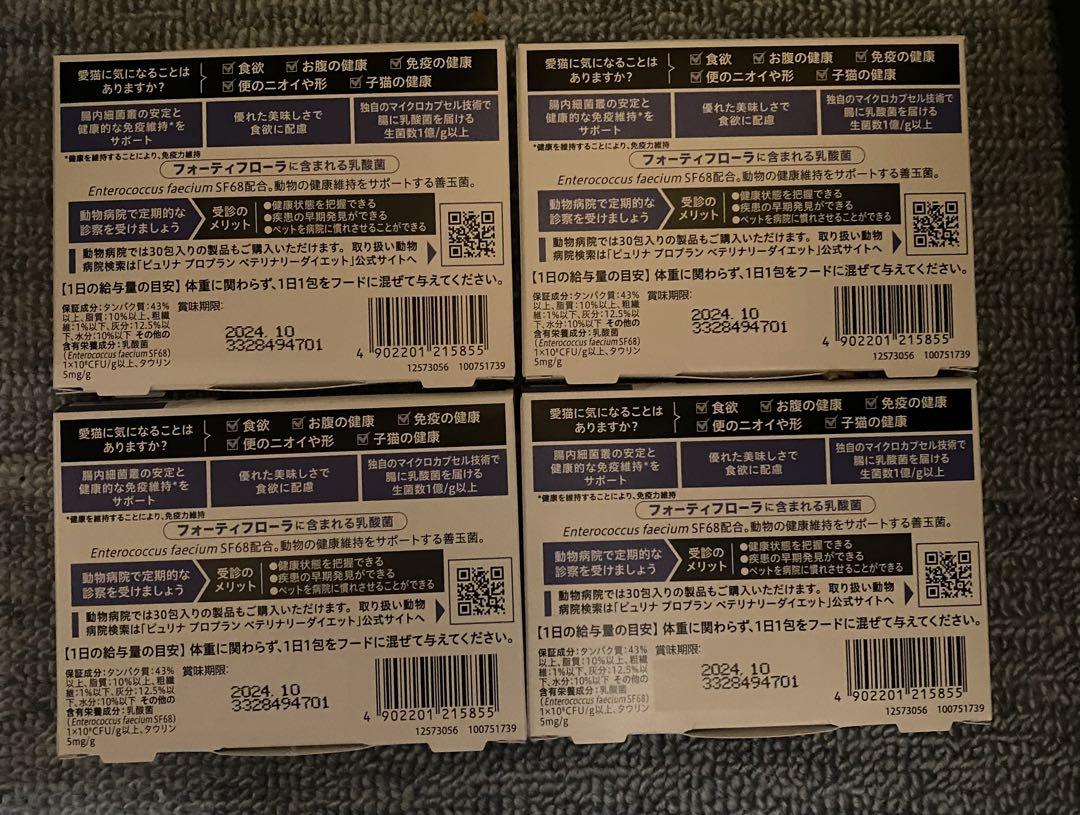 愛猫に気になることは
ありますか？
☑食欲 ☑お腹の健康 ☑免疫の健康
☑便のニオイや形 ☑子猫の健康
腸内細菌叢の安定と
健康的な免疫維持*を
サポート
優れた美味しさで
食欲に配慮
独自のマイクロカプセル技術で
腸に乳酸菌を届ける
生菌数1億/g以上
*健康を維持することにより、免疫力維持
フォーティフローラに含まれる乳酸菌
Enterococcus faecium SF68配合。動物の健康維持をサポートする善玉菌。
動物病院で定期的な
診察を受けましょう
受診の
メリット
●健康状態を把握できる
●疾患の早期発見ができる
●ペットを病院に慣れさせることができる
動物病院では30包入りの製品もご購入いただけます。取り扱い動物
病院検索は「ピュリナ プロプラン ベテリナリーダイエット」公式サイトへ
【1日の給与量の目安】体重に関わらず、1日1包をフードに混ぜて与えてください。
保証成分:タンパク質:43%
以上、脂質:10%以上、粗繊
維:1%以下、灰分:12.5%以
下、水分:10%以下 その他の
含有栄養成分:乳酸菌
(Enterococcus faecium SF68)
1×10⁸CFU/g以上、タウリン
5mg/g
賞味期限:
2024.10
3328494701
4 902201 215855
12573056 100751739
愛猫に気になることは
ありますか？
☑食欲 ☑お腹の健康 ☑免疫の健康
☑便のニオイや形 ☑子猫の健康
腸内細菌叢の安定と
健康的な免疫維持*を
サポート
優れた美味しさで
食欲に配慮
独自のマイクロカプセル技術で
腸に乳酸菌を届ける
生菌数1億/g以上
*健康を維持することにより、免疫力維持
フォーティフローラに含まれる乳酸菌
Enterococcus faecium SF68配合。動物の健康維持をサポートする善玉菌。
動物病院で定期的な
診察を受けましょう
受診の
メリット
●健康状態を把握できる
●疾患の早期発見ができる
●ペットを病院に慣れさせることができる
動物病院では30包入りの製品もご購入いただけます。取り扱い動物
病院検索は「ピュリナ プロプラン ベテリナリーダイエット」公式サイトへ
【1日の給与量の目安】体重に関わらず、1日1包をフードに混ぜて与えてください。
保証成分:タンパク質:43%
以上、脂質:10%以上、粗繊
維:1%以下、灰分:12.5%以
下、水分:10%以下 その他の
含有栄養成分:乳酸菌
(Enterococcus faecium SF68)
1×10⁸CFU/g以上、タウリン
5mg/g
賞味期限:
2024.10
3328494701
4 902201 215855
12573056 100751739
愛猫に気になることは
ありますか？
☑食欲 ☑お腹の健康 ☑免疫の健康
☑便のニオイや形 ☑子猫の健康
腸内細菌叢の安定と
健康的な免疫維持*を
サポート
優れた美味しさで
食欲に配慮
独自のマイクロカプセル技術で
腸に乳酸菌を届ける
生菌数1億/g以上
*健康を維持することにより、免疫力維持
フォーティフローラに含まれる乳酸菌
Enterococcus faecium SF68配合。動物の健康維持をサポートする善玉菌。
動物病院で定期的な
診察を受けましょう
受診の
メリット
●健康状態を把握できる
●疾患の早期発見ができる
●ペットを病院に慣れさせることができる
動物病院では30包入りの製品もご購入いただけます。取り扱い動物
病院検索は「ピュリナ プロプラン ベテリナリーダイエット」公式サイトへ
【1日の給与量の目安】体重に関わらず、1日1包をフードに混ぜて与えてください。
保証成分:タンパク質:43%
以上、脂質:10%以上、粗繊
維:1%以下、灰分:12.5%以
下、水分:10%以下 その他の
含有栄養成分:乳酸菌
(Enterococcus faecium SF68)
1×10⁸CFU/g以上、タウリン
5mg/g
賞味期限:
2024.10
3328494701
4 902201 215855
12573056 100751739
愛猫に気になることは
ありますか？
☑食欲 ☑お腹の健康 ☑免疫の健康
☑便のニオイや形 ☑子猫の健康
腸内細菌叢の安定と
健康的な免疫維持*を
サポート
優れた美味しさで
食欲に配慮
独自のマイクロカプセル技術で
腸に乳酸菌を届ける
生菌数1億/g以上
*健康を維持することにより、免疫力維持
フォーティフローラに含まれる乳酸菌
Enterococcus faecium SF68配合。動物の健康維持をサポートする善玉菌。
動物病院で定期的な
診察を受けましょう
受診の
メリット
●健康状態を把握できる
●疾患の早期発見ができる
●ペットを病院に慣れさせることができる
動物病院では30包入りの製品もご購入いただけます。取り扱い動物
病院検索は「ピュリナ プロプラン ベテリナリーダイエット」公式サイトへ
【1日の給与量の目安】体重に関わらず、1日1包をフードに混ぜて与えてください。
保証成分:タンパク質:43%
以上、脂質:10%以上、粗繊
維:1%以下、灰分:12.5%以
下、水分:10%以下 その他の
含有栄養成分:乳酸菌
(Enterococcus faecium SF68)
1×10⁸CFU/g以上、タウリン
5mg/g
賞味期限:
2024.10
3328494701
4 902201 215855
12573056 100751739